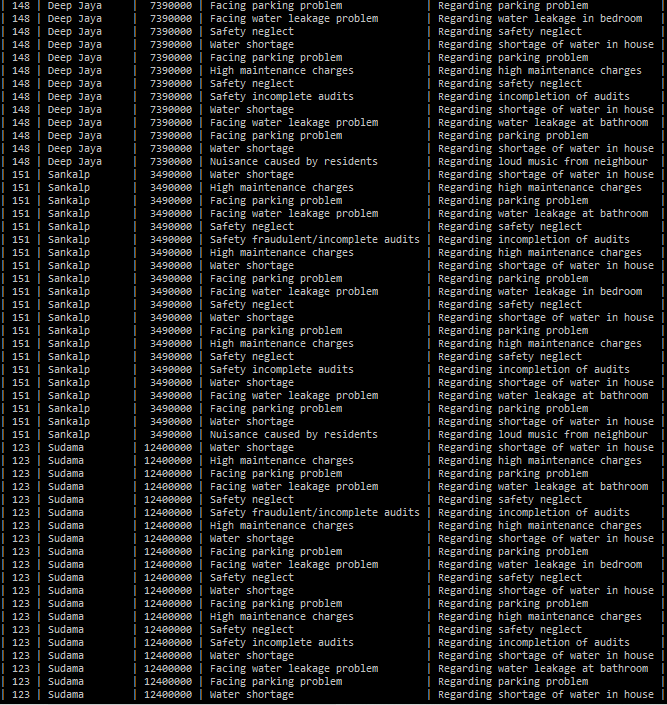 | 148 | Deep Jaya | 7390000 | Facing parking problem | Regarding parking problem |
| 148 | Deep Jaya | 7390000 | Facing water leakage problem | Regarding water leakage in bedroom |
| 148 | Deep Jaya | 7390000 | Safety neglect | Regarding safety neglect |
| 148 | Deep Jaya | 7390000 | Water shortage | Regarding shortage of water in house |
| 148 | Deep Jaya | 7390000 | Facing parking problem | Regarding parking problem |
| 148 | Deep Jaya | 7390000 | High maintenance charges | Regarding high maintenance charges |
| 148 | Deep Jaya | 7390000 | Safety neglect | Regarding safety neglect |
| 148 | Deep Jaya | 7390000 | Safety incomplete audits | Regarding incompletion of audits |
| 148 | Deep Jaya | 7390000 | Water shortage | Regarding shortage of water in house |
| 148 | Deep Jaya | 7390000 | Facing water leakage problem | Regarding water leakage at bathroom |
| 148 | Deep Jaya | 7390000 | Facing parking problem | Regarding parking problem |
| 148 | Deep Jaya | 7390000 | Water shortage | Regarding shortage of water in house |
| 148 | Deep Jaya | 7390000 | Nuisance caused by residents | Regarding loud music from neighbour |
| 151 | Sankalp | 3490000 | Water shortage | Regarding shortage of water in house |
| 151 | Sankalp | 3490000 | High maintenance charges | Regarding high maintenance charges |
| 151 | Sankalp | 3490000 | Facing parking problem | Regarding parking problem |
| 151 | Sankalp | 3490000 | Facing water leakage problem | Regarding water leakage at bathroom |
| 151 | Sankalp | 3490000 | Safety neglect | Regarding safety neglect |
| 151 | Sankalp | 3490000 | Safety fraudulent/incomplete audits | Regarding incompletion of audits |
| 151 | Sankalp | 3490000 | High maintenance charges | Regarding high maintenance charges |
| 151 | Sankalp | 3490000 | Water shortage | Regarding shortage of water in house |
| 151 | Sankalp | 3490000 | Facing parking problem | Regarding parking problem |
| 151 | Sankalp | 3490000 | Facing water leakage problem | Regarding water leakage in bedroom |
| 151 | Sankalp | 3490000 | Safety neglect | Regarding safety neglect |
| 151 | Sankalp | 3490000 | Water shortage | Regarding shortage of water in house |
| 151 | Sankalp | 3490000 | Facing parking problem | Regarding parking problem |
| 151 | Sankalp | 3490000 | High maintenance charges | Regarding high maintenance charges |
| 151 | Sankalp | 3490000 | Safety neglect | Regarding safety neglect |
| 151 | Sankalp | 3490000 | Safety incomplete audits | Regarding incompletion of audits |
| 151 | Sankalp | 3490000 | Water shortage | Regarding shortage of water in house |
| 151 | Sankalp | 3490000 | Facing water leakage problem | Regarding water leakage at bathroom |
| 151 | Sankalp | 3490000 | Facing parking problem | Regarding parking problem |
| 151 | Sankalp | 3490000 | Water shortage | Regarding shortage of water in house |
| 151 | Sankalp | 3490000 | Nuisance caused by residents | Regarding loud music from neighbour |
| 123 | Sudama | 12400000 | Water shortage | Regarding shortage of water in house |
| 123 | Sudama | 12400000 | High maintenance charges | Regarding high maintenance charges |
| 123 | Sudama | 12400000 | Facing parking problem | Regarding parking problem |
| 123 | Sudama | 12400000 | Facing water leakage problem | Regarding water leakage at bathroom |
| 123 | Sudama | 12400000 | Safety neglect | Regarding safety neglect |
| 123 | Sudama | 12400000 | Safety fraudulent/incomplete audits | Regarding incompletion of audits |
| 123 | Sudama | 12400000 | High maintenance charges | Regarding high maintenance charges |
| 123 | Sudama | 12400000 | Water shortage | Regarding shortage of water in house |
| 123 | Sudama | 12400000 | Facing parking problem | Regarding parking problem |
| 123 | Sudama | 12400000 | Facing water leakage problem | Regarding water leakage in bedroom |
| 123 | Sudama | 12400000 | Safety neglect | Regarding safety neglect |
| 123 | Sudama | 12400000 | Water shortage | Regarding shortage of water in house |
| 123 | Sudama | 12400000 | Facing parking problem | Regarding parking problem |
| 123 | Sudama | 12400000 | High maintenance charges | Regarding high maintenance charges |
| 123 | Sudama | 12400000 | Safety neglect | Regarding safety neglect |
| 123 | Sudama | 12400000 | Safety incomplete audits | Regarding incompletion of audits |
| 123 | Sudama | 12400000 | Water shortage | Regarding shortage of water in house |
| 123 | Sudama | 12400000 | Facing water leakage problem | Regarding water leakage at bathroom |
| 123 | Sudama | 12400000 | Facing parking problem | Regarding parking problem |
| 123 | Sudama | 12400000 | Water shortage | Regarding shortage of water in house |